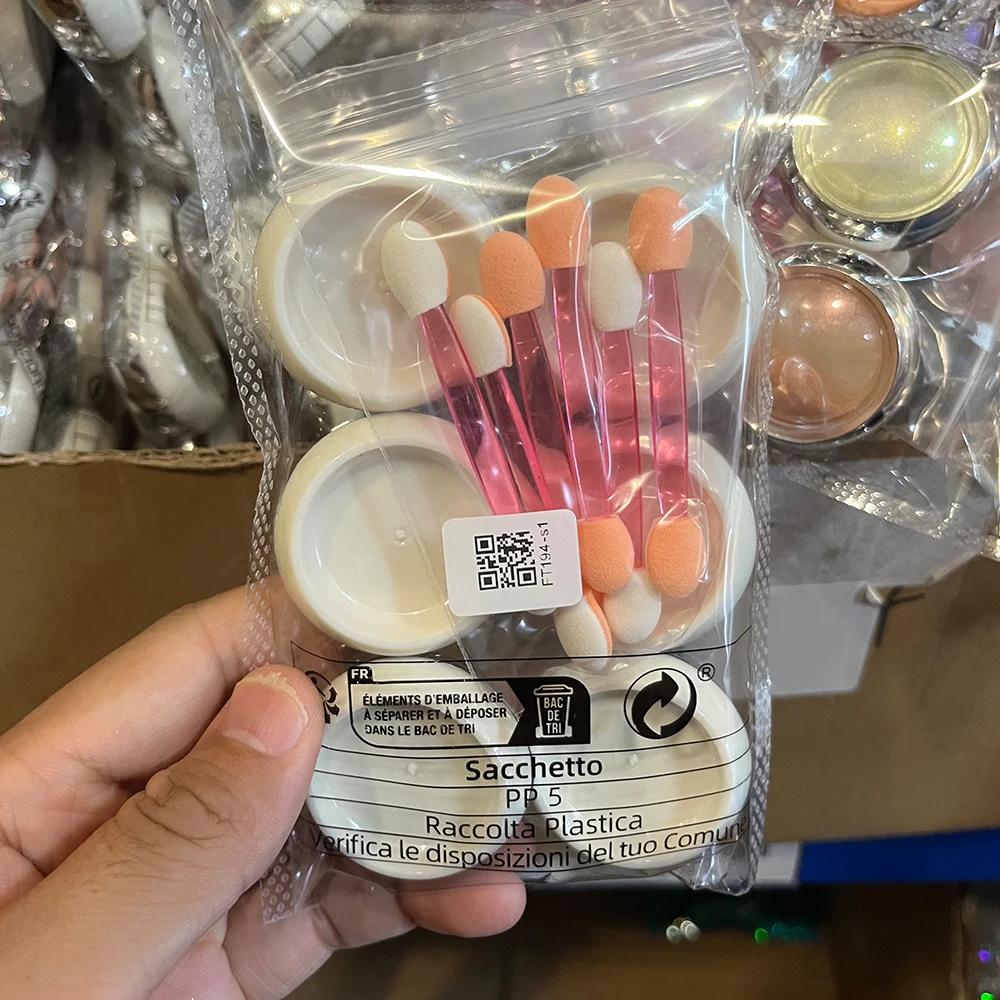 FT194-s1
FR
ÉLÉMENTS D'EMBALLAGE
À SÉPARER ET À DÉPOSER
DANS LE BAC DE TRI
BAC
DE
TRI
®
Sacchetto
PP 5
Raccolta Plastica
Verifica le disposizioni del tuo Comune